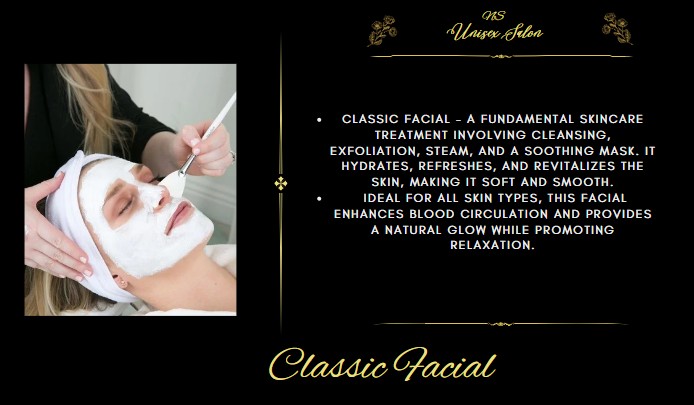 NS
Unisex Salon
• CLASSIC FACIAL – A FUNDAMENTAL SKINCARE
TREATMENT INVOLVING CLEANSING,
EXFOLIATION, STEAM, AND A SOOTHING MASK. IT
HYDRATES, REFRESHES, AND REVITALIZES THE
SKIN, MAKING IT SOFT AND SMOOTH.
• IDEAL FOR ALL SKIN TYPES, THIS FACIAL
ENHANCES BLOOD CIRCULATION AND PROVIDES
A NATURAL GLOW WHILE PROMOTING
RELAXATION.
Classic Facial